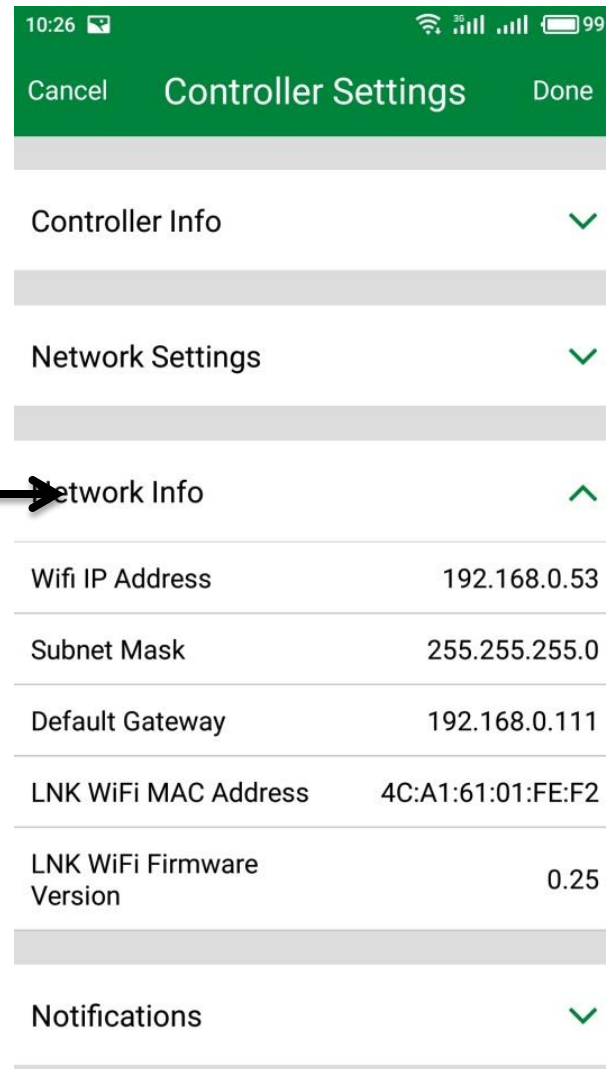 10:26 3G 99
Cancel Controller Settings Done
Controller Info
Network Settings
Network Info
Wifi IP Address 192.168.0.53
Subnet Mask 255.255.255.0
Default Gateway 192.168.0.111
LNK WiFi MAC Address 4C:A1:61:01:FE:F2
LNK WiFi Firmware
Version 0.25
Notifications